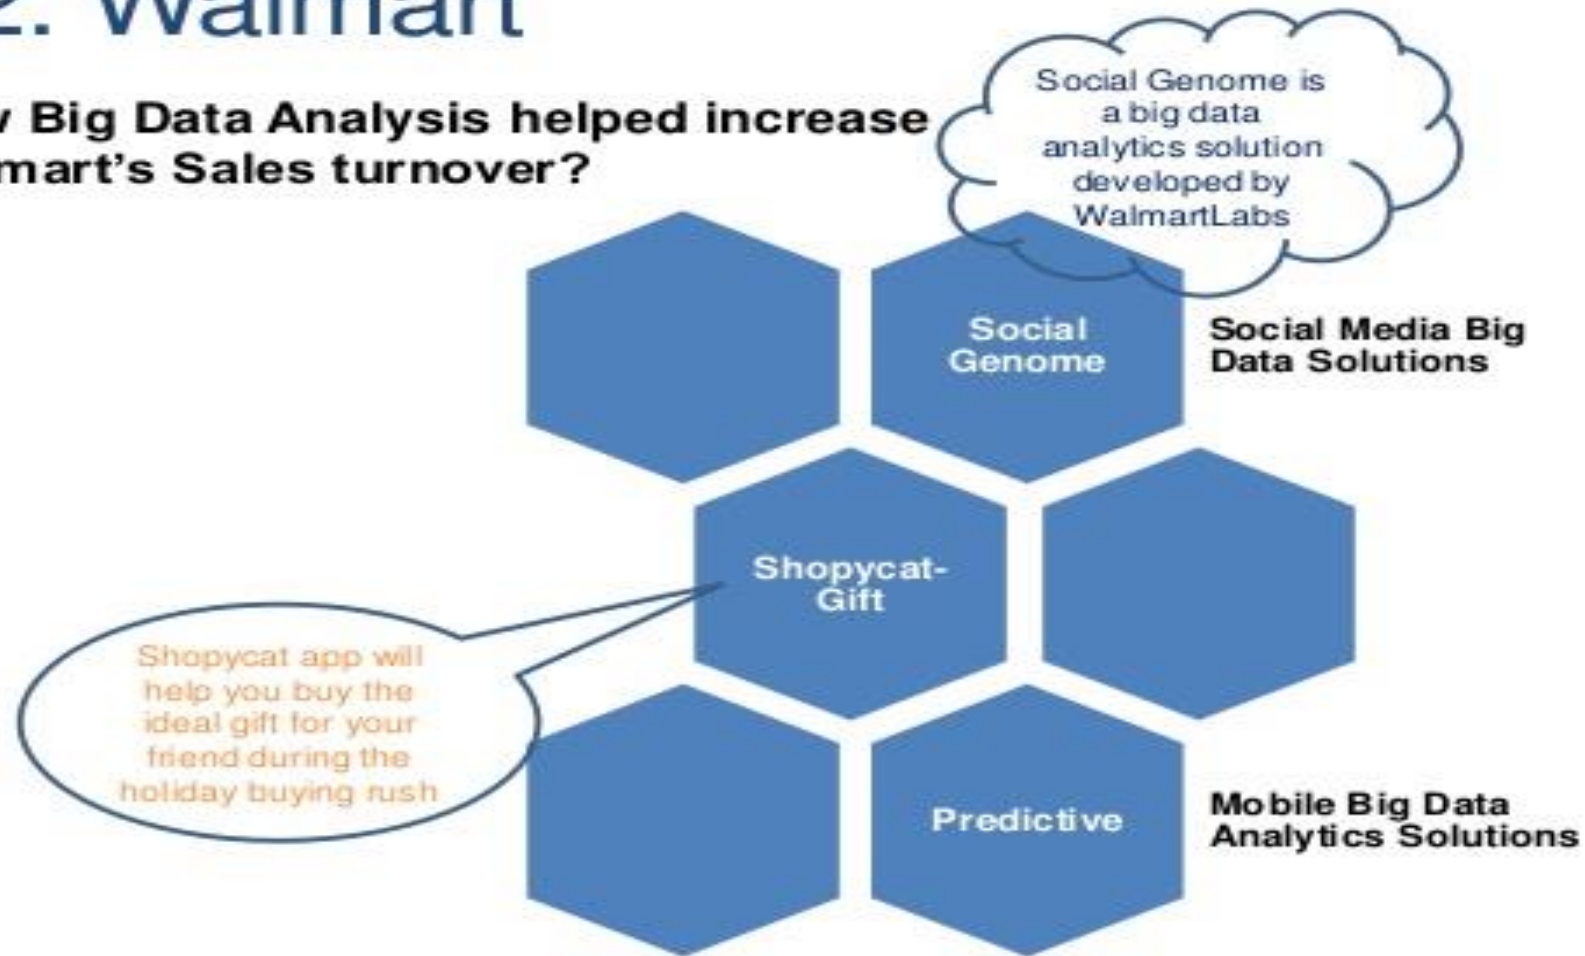 2. Walmart
w Big Data Analysis helped increase
mart's Sales turnover?
Social Genome is
a big data
analytics solution
developed by
WalmartLabs
Social
Genome
Social Media Big
Data Solutions
Shopycat-
Gift
Shopycat app will
help you buy the
ideal gift for your
friend during the
holiday buying rush
Predictive
Mobile Big Data
Analytics Solutions